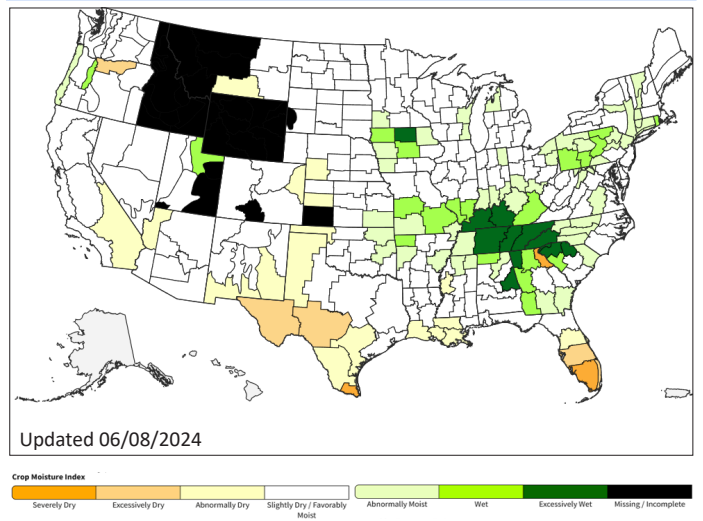 Updated 06/08/2024
Crop Moisture Index
Severely Dry
Excessively Dry
Abnormally Dry
Slightly Dry / Favorably
Moist
Abnormally Moist
Wet
Excessively Wet
Missing / Incomplete